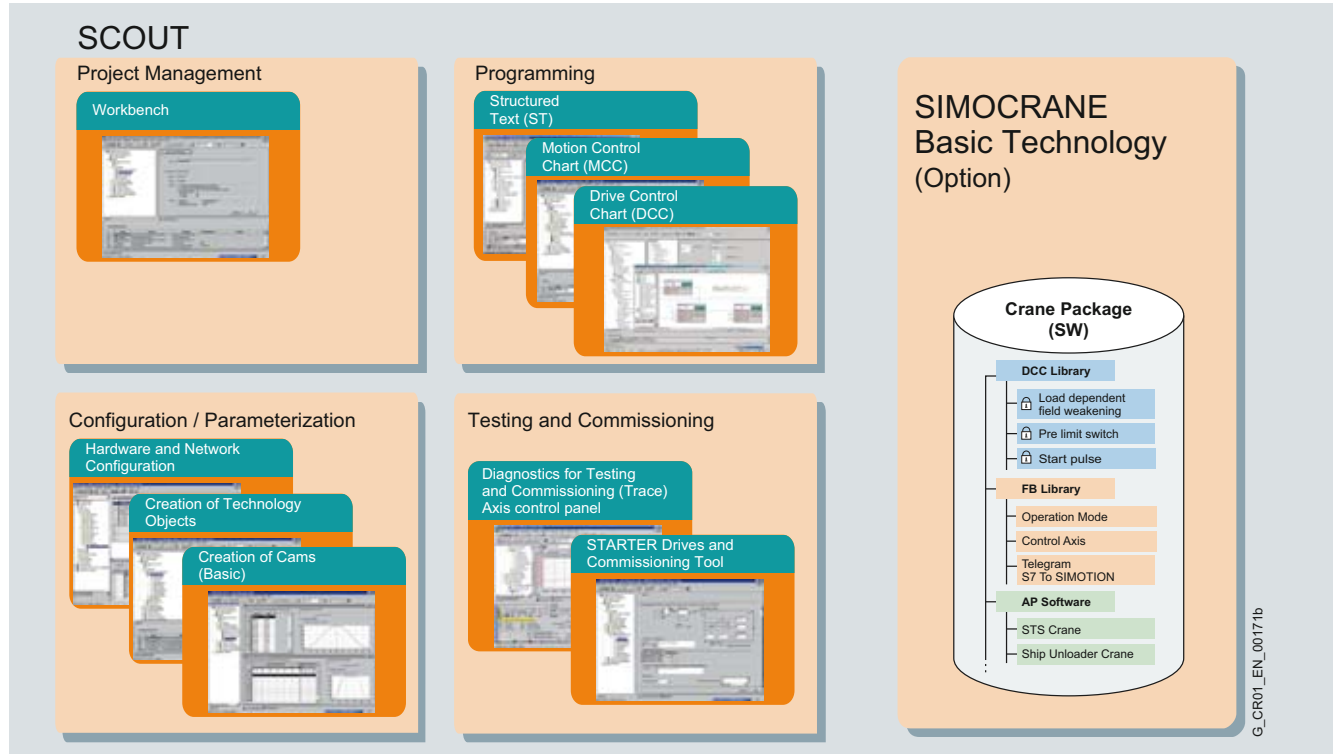 SCOUT
Project Management
Workbench
Programming
Structured
Text (ST)
Motion Control
Chart (MCC)
Drive Control
Chart (DCC)
Configuration / Parameterization
Hardware and Network
Configuration
Creation of Technology
Objects
Creation of Cams
(Basic)
Testing and Commissioning
Diagnostics for Testing
and Commissioning (Trace)
Axis control panel
STARTER Drives and
Commissioning Tool
SIMOCRANE
Basic Technology
(Option)
Crane Package
(SW)
DCC Library
Load dependent
field weakening
Pre limit switch
Start pulse
FB Library
Operation Mode
Control Axis
Telegram
S7 To SIMOTION
AP Software
STS Crane
Ship Unloader Crane
G_CR01_EN_00171b